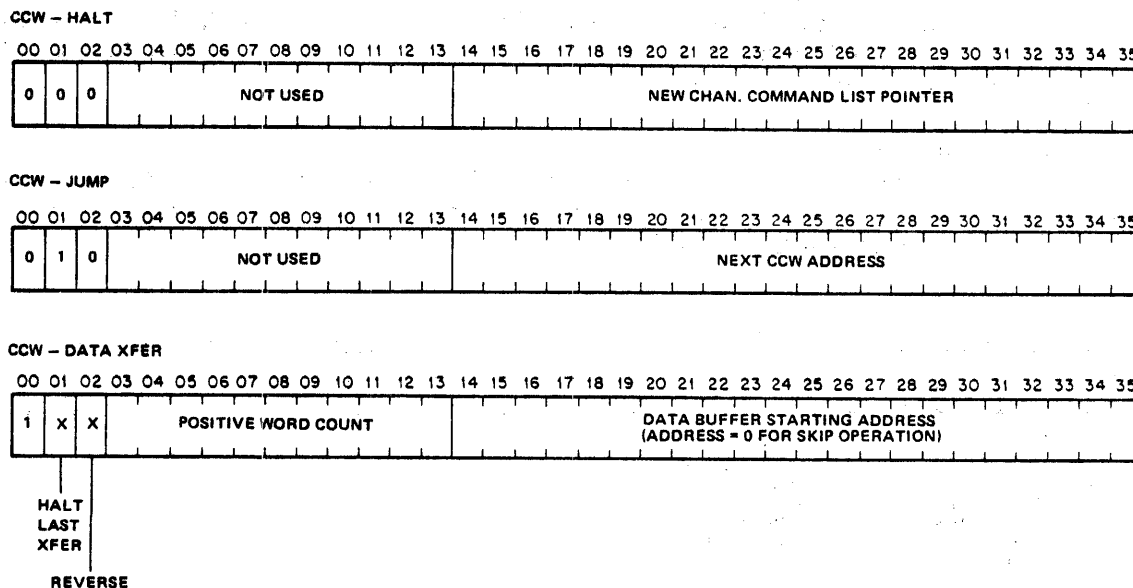 CCW – HALT
00 01 02 03 04 05 06 07 08 09 10 11 12 13 14 15 16 17 18 19 20 21 22 23 24 25 26 27 28 29 30 31 32 33 34 35
0 0 0 NOT USED NEW CHAN. COMMAND LIST POINTER
CCW – JUMP
00 01 02 03 04 05 06 07 08 09 10 11 12 13 14 15 16 17 18 19 20 21 22 23 24 25 26 27 28 29 30 31 32 33 34 35
0 1 0 NOT USED NEXT CCW ADDRESS
CCW – DATA XFER
00 01 02 03 04 05 06 07 08 09 10 11 12 13 14 15 16 17 18 19 20 21 22 23 24 25 26 27 28 29 30 31 32 33 34 35
1 X X POSITIVE WORD COUNT DATA BUFFER STARTING ADDRESS
(ADDRESS = 0 FOR SKIP OPERATION)
HALT
LAST
XFER
REVERSE